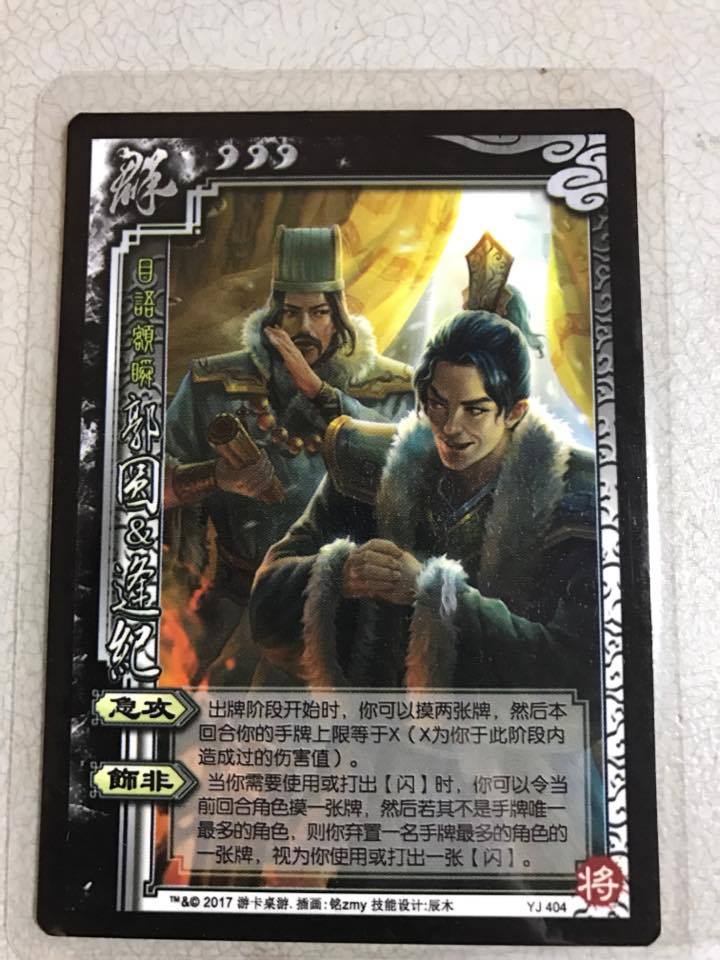 群
目語額瞬
郭圖&逢紀
急攻
出牌阶段开始时，你可以摸两张牌，然后本
回合你的手牌上限等于X（X为你于此阶段内
造成过的伤害值）。
飾非
当你需要使用或打出【闪】时，你可以令当
前回合角色摸一张牌，然后若其不是手牌唯一
最多的角色，则你弃置一名手牌最多的角色的
一张牌，视为你使用或打出一张【闪】。
将
™&© 2017 游卡桌游. 插画:铭zmy 技能设计:辰木
YJ 404